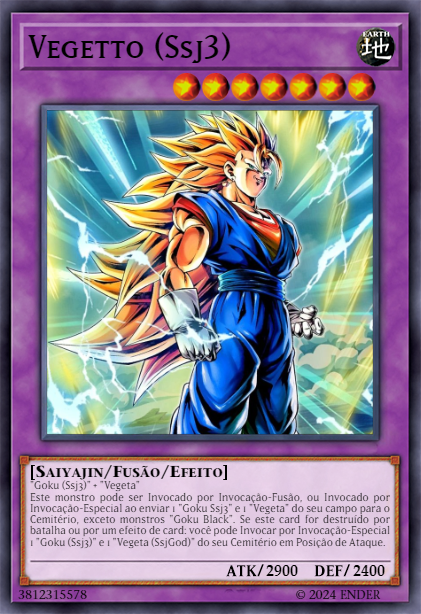 Vegetto (Ssj3)
EARTH
地
[Saiyajin/Fusão/Efeito]
"Goku (Ssj3)" + "Vegeta"
Este monstro pode ser Invocado por Invocação-Fusão, ou Invocado por
Invocação-Especial ao enviar 1 "Goku Ssj3" e 1 "Vegeta" do seu campo para o
Cemitério, exceto monstros "Goku Black". Se este card for destruído por
batalha ou por um efeito de card: você pode Invocar por Invocação-Especial
1 "Goku (Ssj3)" e 1 "Vegeta (SsjGod)" do seu Cemitério em Posição de Ataque.
ATK/2900 DEF/2400
3812315578 © 2024 ENDER